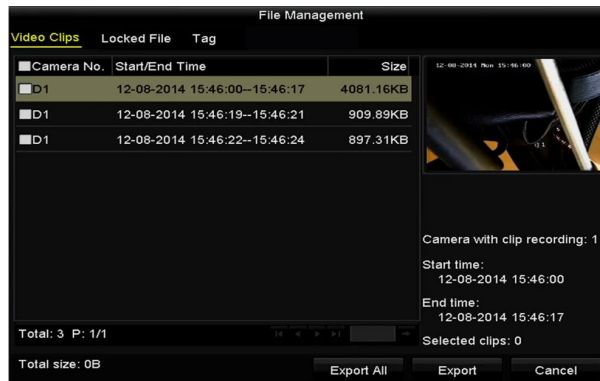 File Management
Video Clips Locked File Tag
Camera No. Start/End Time Size
D1 12-08-2014 15:46:00--15:46:17 4081.16KB
D1 12-08-2014 15:46:19--15:46:21 909.89KB
D1 12-08-2014 15:46:22--15:46:24 897.31KB
12-08-2014 Mon 15:46:00
Camera with clip recording: 1
Start time:
12-08-2014 15:46:00
End time:
12-08-2014 15:46:17
Selected clips: 0
Total: 3 P: 1/1
Total size: 0B
Export All Export Cancel